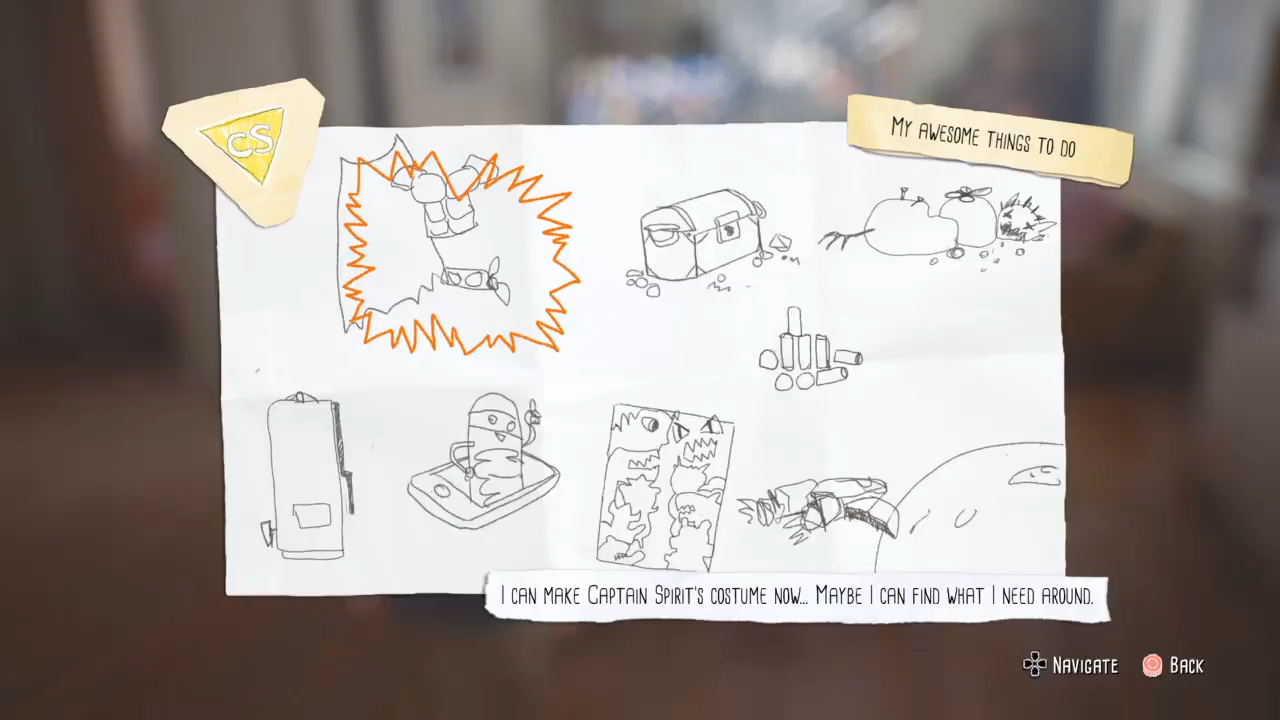 CS
My awesome things to do
I can make Captain Spirit's costume now... Maybe I can find what I need around.
Navigate
Back